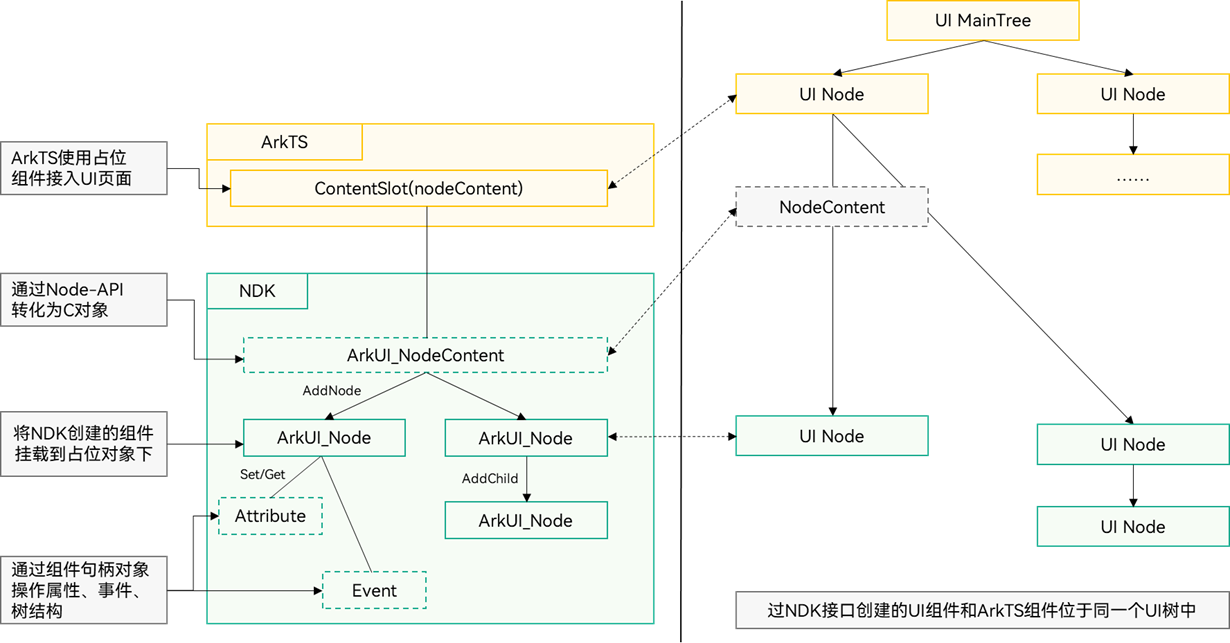 UI MainTree
UI Node
UI Node
ArkTS
ArkTS使用占位
组件接入UI页面
ContentSlot(nodeContent)
……
NodeContent
通过Node-API
转化为C对象
NDK
ArkUI_NodeContent
AddNode
将NDK创建的组件
挂载到占位对象下
ArkUI_Node
ArkUI_Node
UI Node
UI Node
Set/Get
AddChild
Attribute
ArkUI_Node
UI Node
通过组件句柄对象
操作属性、事件、
树结构
Event
过NDK接口创建的UI组件和ArkTS组件位于同一个UI树中